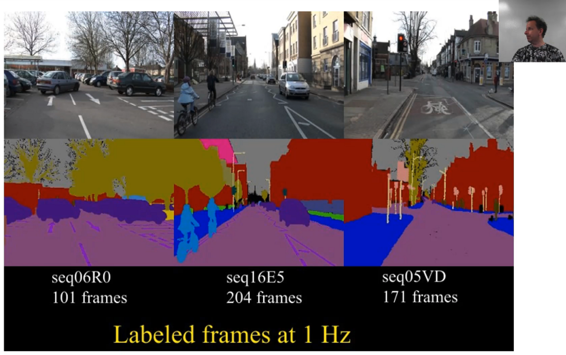 seq06R0
101 frames
seq16E5
204 frames
seq05VD
171 frames
Labeled frames at 1 Hz